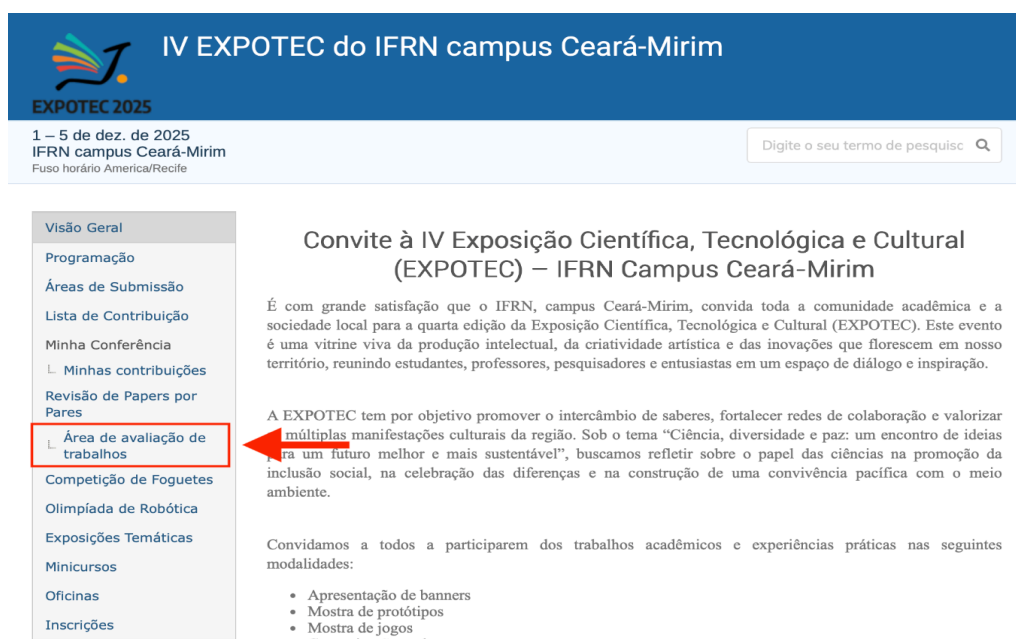 IV EXPOTEC do IFRN campus Ceará-Mirim
EXPOTEC 2025
1 – 5 de dez. de 2025
IFRN campus Ceará-Mirim
Fuso horário America/Recife
Digite o seu termo de pesquisc
Visão Geral
Programação
Áreas de Submissão
Lista de Contribuição
Minha Conferência
Minhas contribuições
Revisão de Papers por
Pares
Área de avaliação de
trabalhos
Competição de Foguetes
Olimpíada de Robótica
Exposições Temáticas
Minicursos
Oficinas
Inscrições
Convite à IV Exposição Científica, Tecnológica e Cultural
(EXPOTEC) – IFRN Campus Ceará-Mirim
É com grande satisfação que o IFRN, campus Ceará-Mirim, convida toda a comunidade acadêmica e a
sociedade local para a quarta edição da Exposição Científica, Tecnológica e Cultural (EXPOTEC). Este evento
é uma vitrine viva da produção intelectual, da criatividade artística e das inovações que florescem em nosso
território, reunindo estudantes, professores, pesquisadores e entusiastas em um espaço de diálogo e inspiração.
A EXPOTEC tem por objetivo promover o intercâmbio de saberes, fortalecer redes de colaboração e valorizar
múltiplas manifestações culturais da região. Sob o tema “Ciência, diversidade e paz: um encontro de ideias
para um futuro melhor e mais sustentável”, buscamos refletir sobre o papel das ciências na promoção da
inclusão social, na celebração das diferenças e na construção de uma convivência pacífica com o meio
ambiente.
Convidamos a todos a participarem dos trabalhos acadêmicos e experiências práticas nas seguintes
modalidades:
• Apresentação de banners
• Mostra de protótipos
• Mostra de jogos